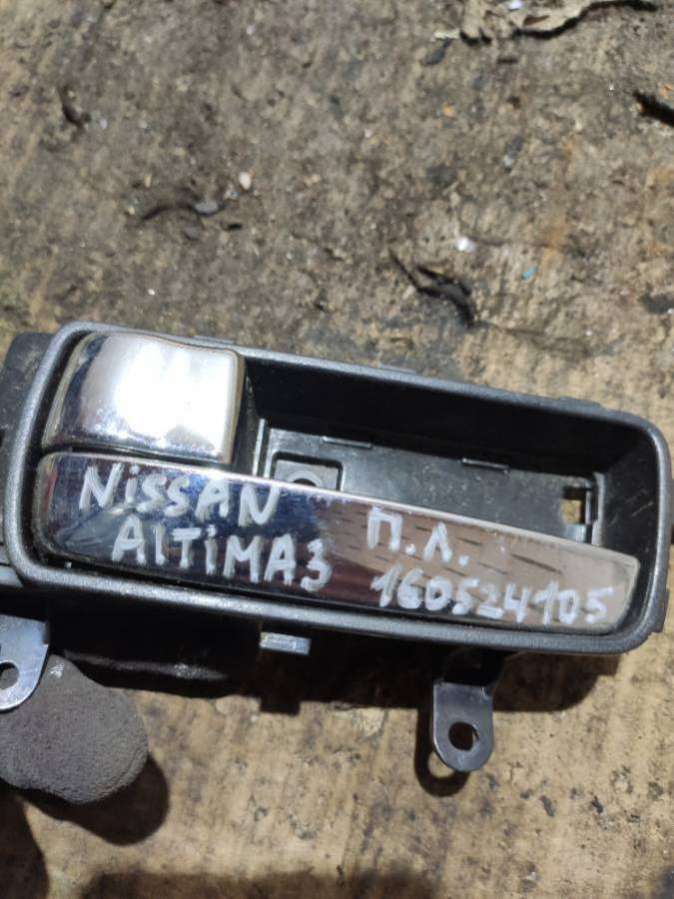 NiSSAN
AlTiMA3
П.Л.
160524105